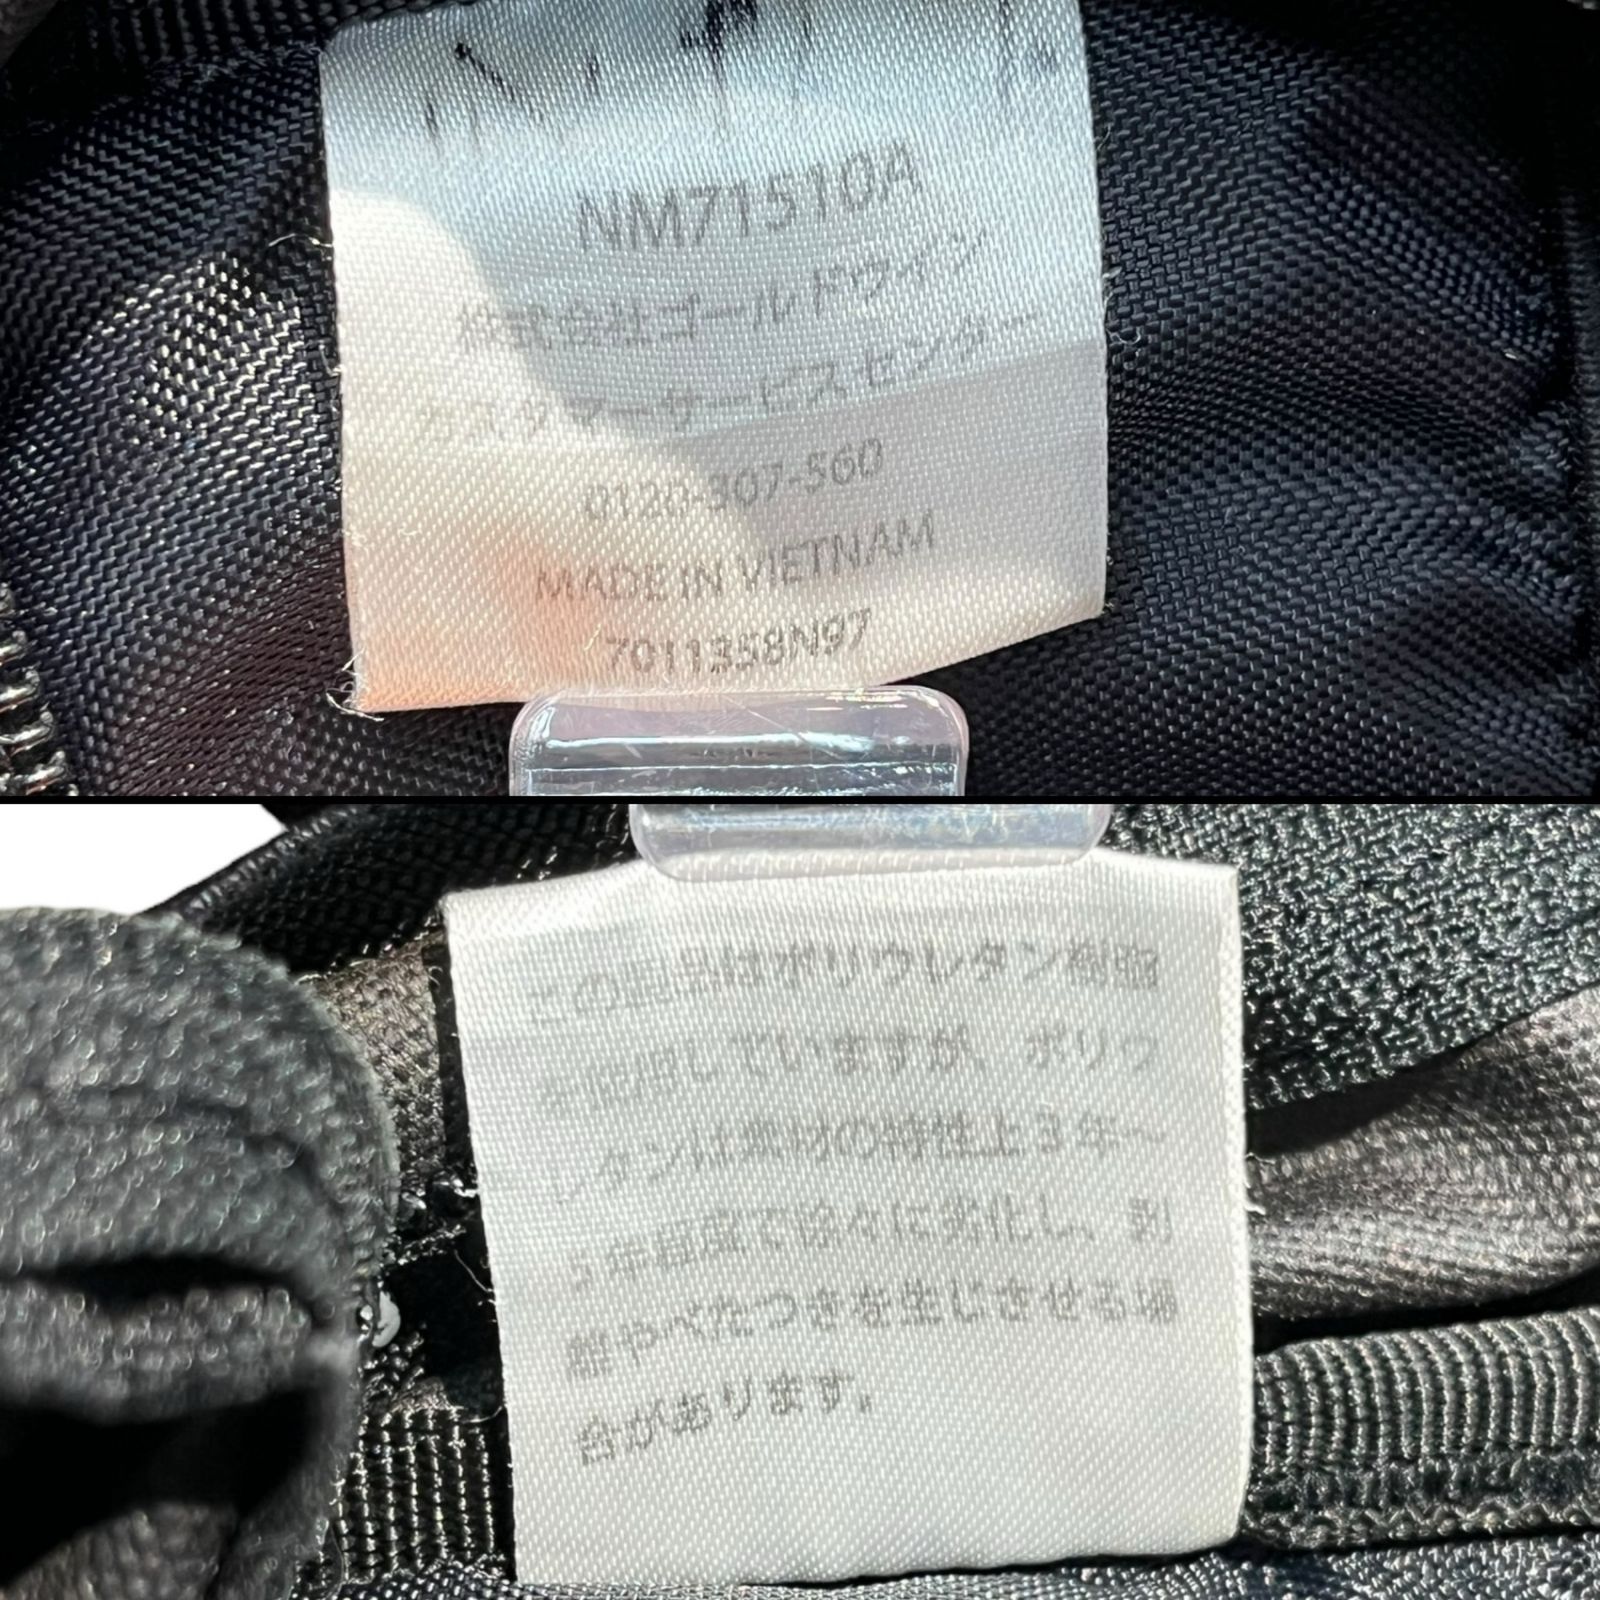 NM71510A
株式会社ゴールドウイン
カスタマーサービスセンター
0120-307-560
MADE IN VIETNAM
7011358N97
この製品はポリウレタン樹脂
を使用していますが、ポリウ
レタンは素材の特性上3年〜
5年程度で徐々に劣化し、剥
離やべたつきを生じさせる場
合があります。